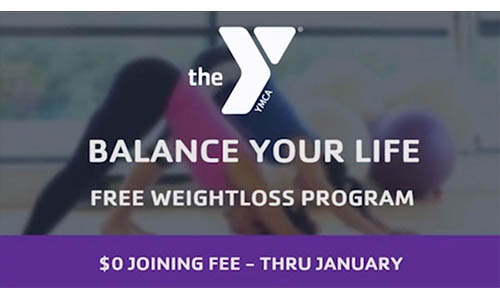 the
YMCA
BALANCE YOUR LIFE
FREE WEIGHTLOSS PROGRAM
$0 JOINING FEE – THRU JANUARY